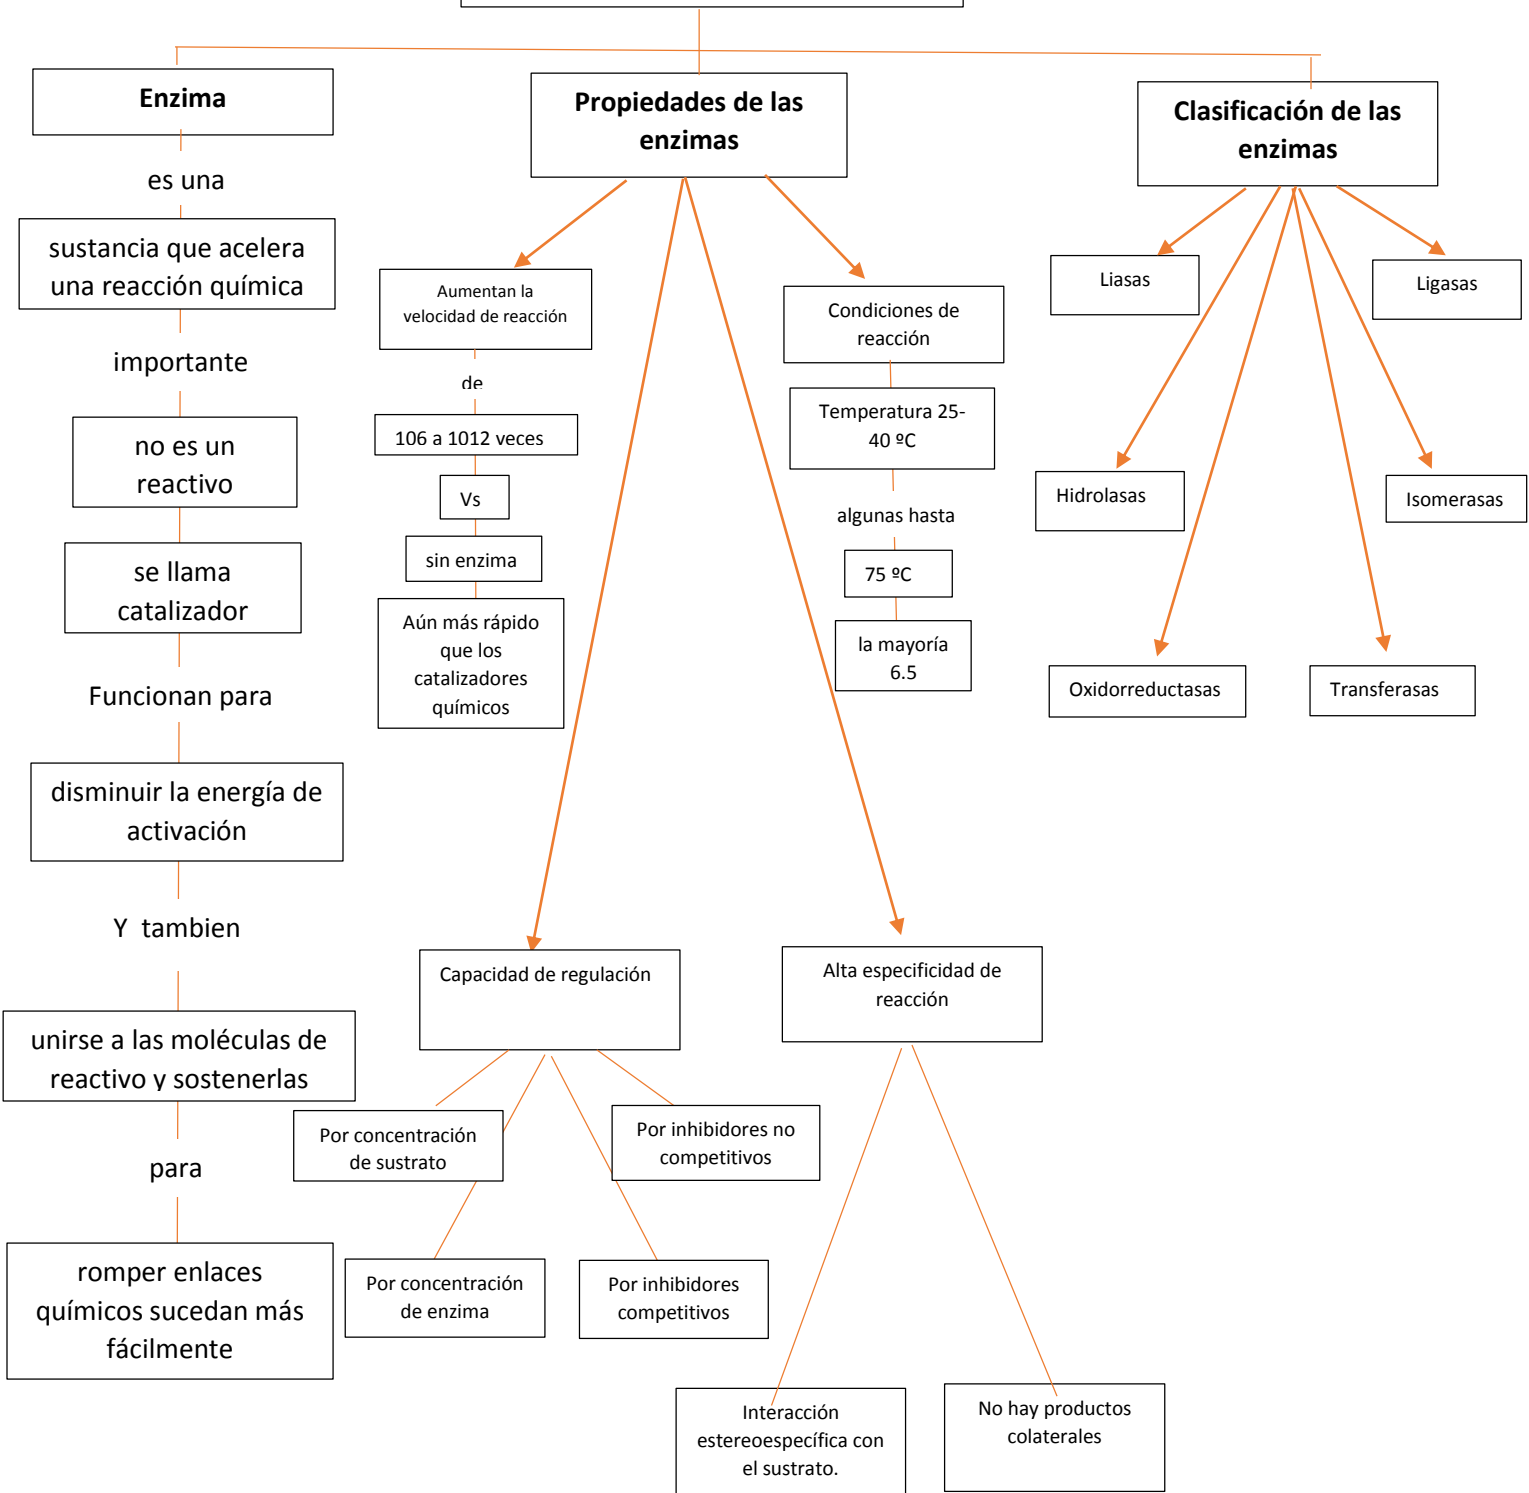 Enzima
es una
sustancia que acelera
una reacción química
importante
no es un
reactivo
se llama
catalizador
Funcionan para
disminuir la energía de
activación
Y  tambien
unirse a las moléculas de
reactivo y sostenerlas
para
romper enlaces
químicos sucedan más
fácilmente
Propiedades de las
enzimas
Aumentan la
velocidad de reacción
de
106 a 1012 veces
Vs
sin enzima
Aún más rápido
que los
catalizadores
químicos
Condiciones de
reacción
Temperatura 25-
40 ºC
algunas hasta
75 ºC
la mayoría
6.5
Capacidad de regulación
Por concentración
de sustrato
Por inhibidores no
competitivos
Por concentración
de enzima
Por inhibidores
competitivos
Alta especificidad de
reacción
Interacción
estereoespecífica con
el sustrato.
No hay productos
colaterales
Clasificación de las
enzimas
Liasas
Ligasas
Hidrolasas
Isomerasas
Oxidorreductasas
Transferasas